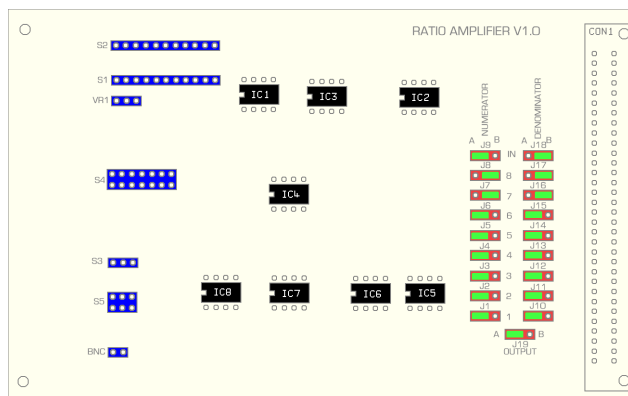 RATIO AMPLIFIER V1.0
CON1
S2
S1
VR1
IC1
IC3
IC2
NUMERATOR
DENOMINATOR
A
B
A
B
J9
IN
J18
J8
8
J17
J7
7
J16
S4
IC4
J6
6
J15
J5
5
J14
J4
4
J13
S3
J3
3
J12
S5
IC8
IC7
IC6
IC5
J2
2
J11
J1
1
J10
A
B
J19
OUTPUT
BNC